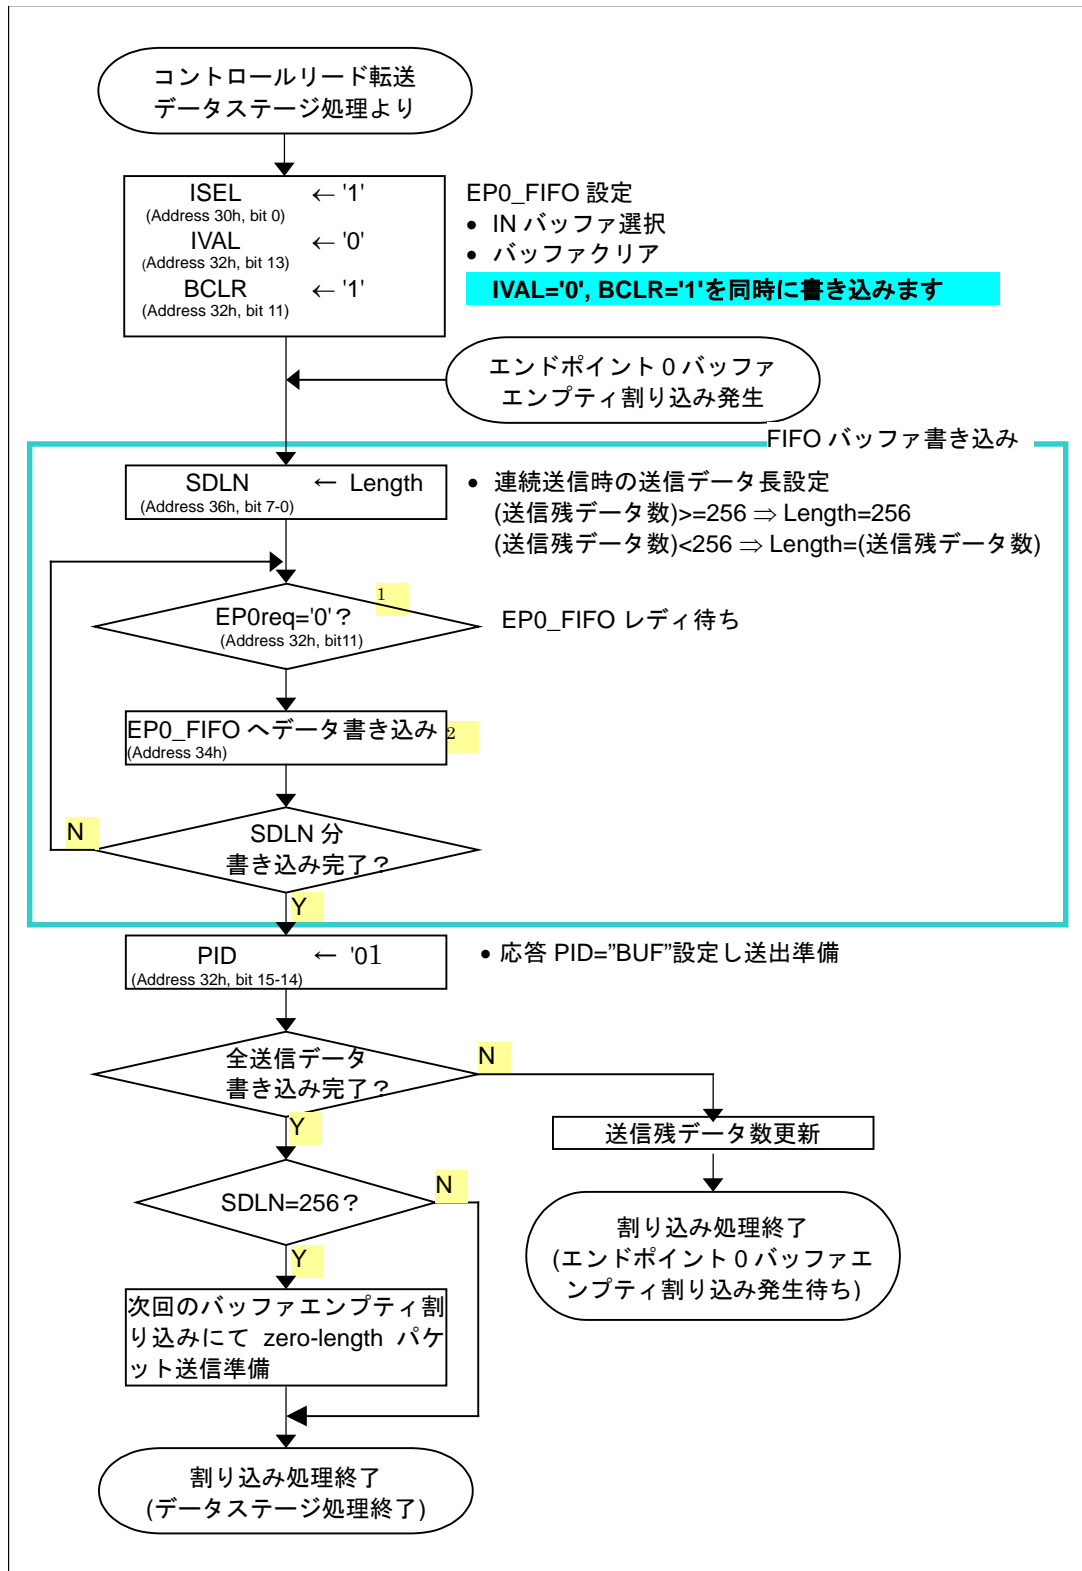 コントロールリード転送
データステージ処理より
ISEL ← '1'
(Address 30h, bit 0)
IVAL ← '0'
(Address 32h, bit 13)
BCLR ← '1'
(Address 32h, bit 11)
EP0_FIFO 設定
• IN バッファ選択
• バッファクリア
IVAL='0', BCLR='1'を同時に書き込みます
エンドポイント 0 バッファ
エンプティ割り込み発生
FIFO バッファ書き込み
SDLN ← Length
(Address 36h, bit 7-0)
• 連続送信時の送信データ長設定
(送信残データ数)>=256 ⇒ Length=256
(送信残データ数)<256 ⇒ Length=(送信残データ数)
1
EP0req='0'?
(Address 32h, bit11)
EP0_FIFO レディ待ち
EP0_FIFO へデータ書き込み 2
(Address 34h)
N
SDLN 分
書き込み完了?
Y
PID ← '01
(Address 32h, bit 15-14)
• 応答 PID=”BUF”設定し送出準備
全送信データ
書き込み完了?
N
Y
送信残データ数更新
SDLN=256?
N
Y
割り込み処理終了
(エンドポイント 0 バッファエ
ンプティ割り込み発生待ち)
次回のバッファエンプティ割
り込みにて zero-length パケ
ット送信準備
割り込み処理終了
(データステージ処理終了)